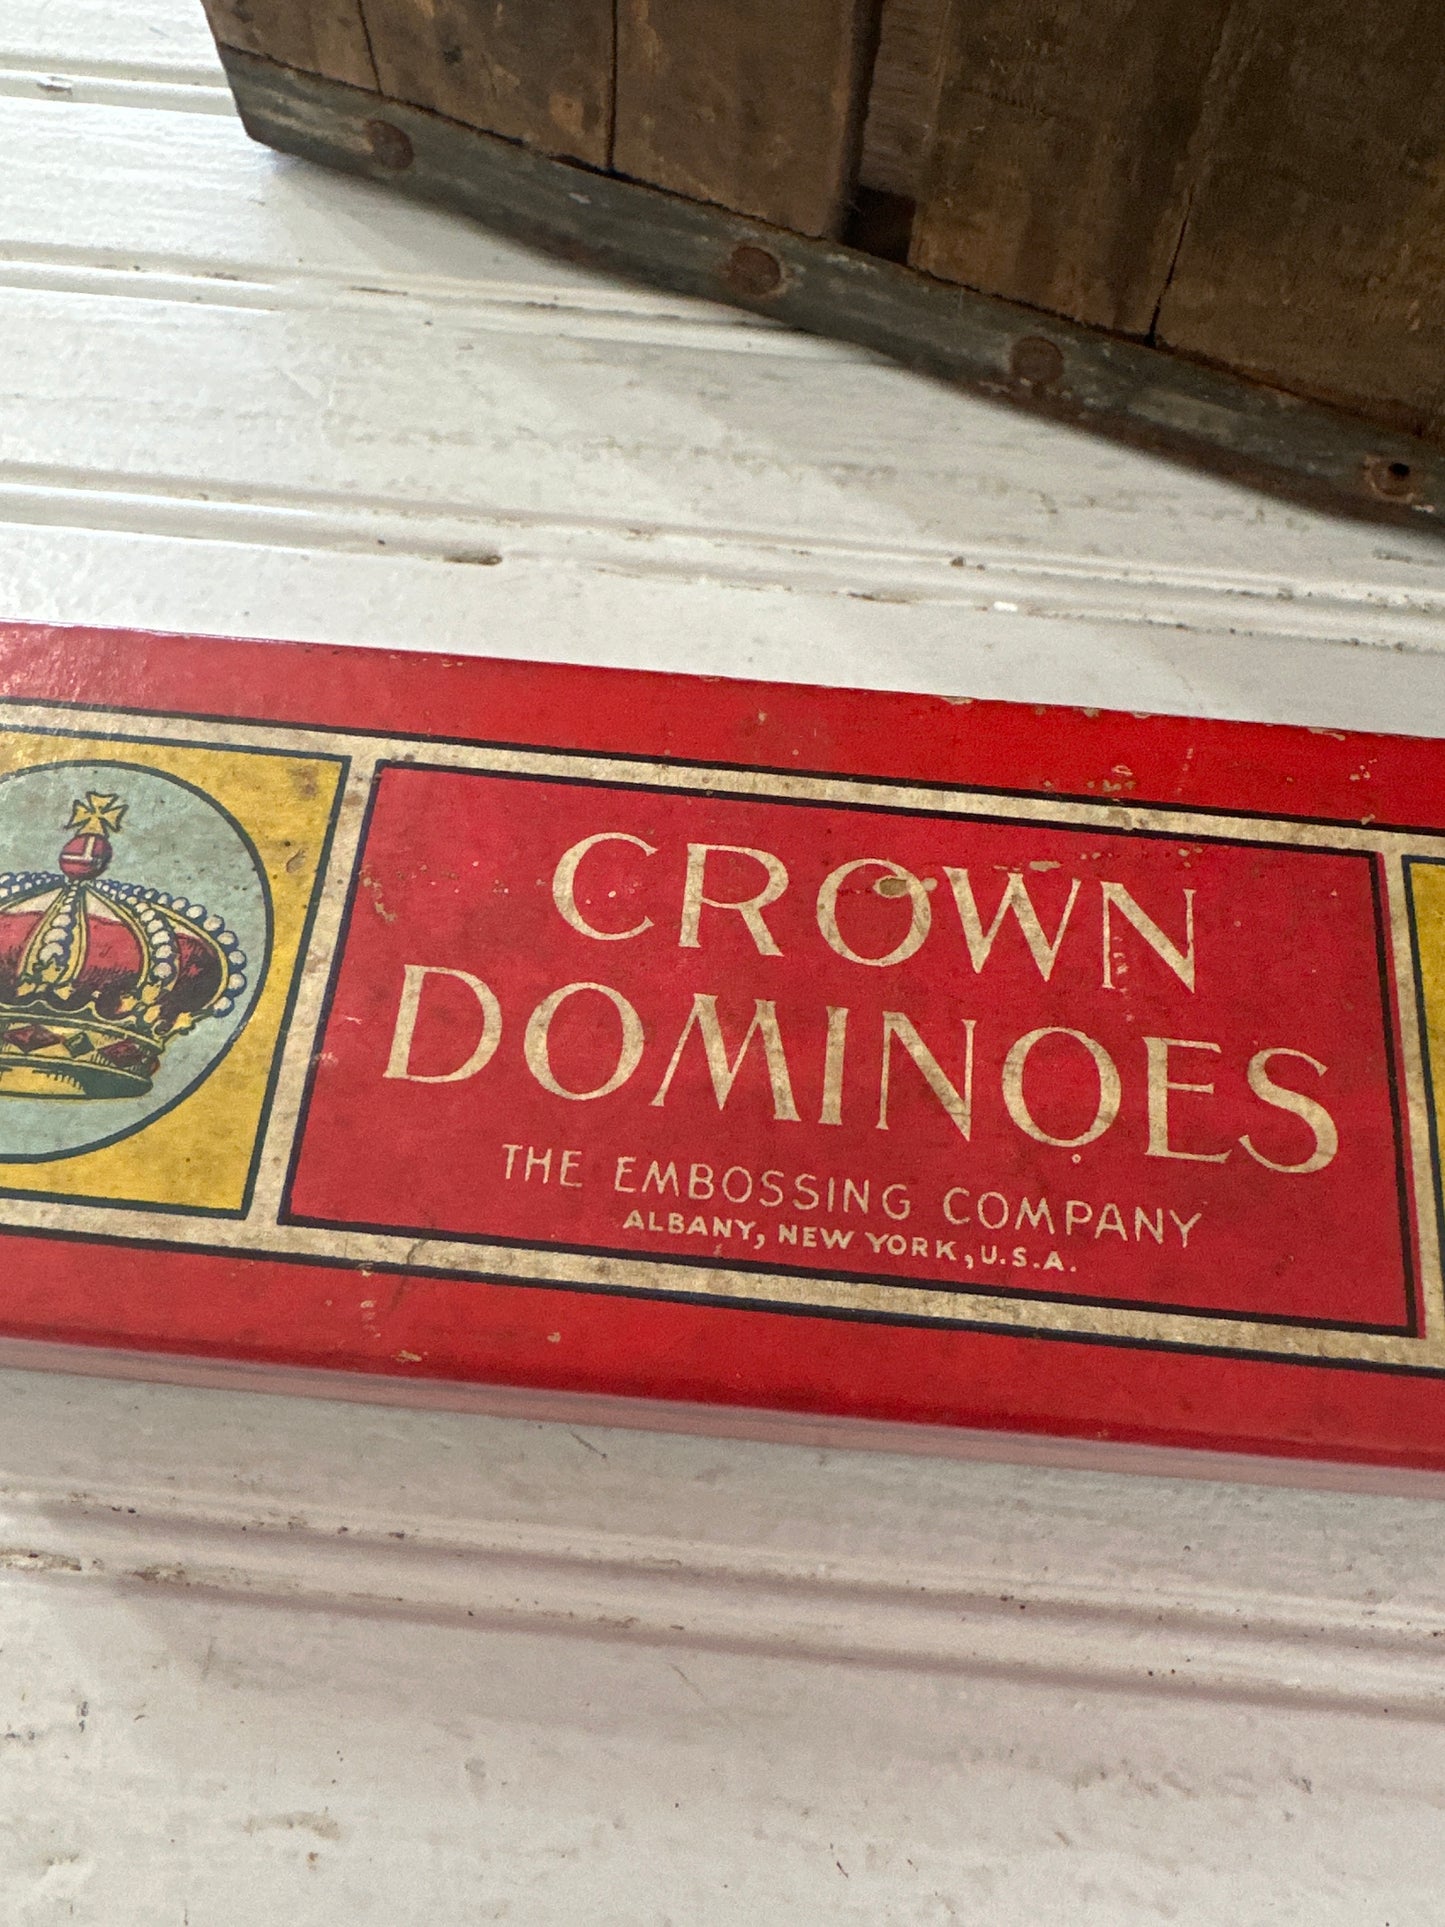 CROWN
DOMINOES
THE EMBOSSING COMPANY
ALBANY, NEW YORK, U.S.A.